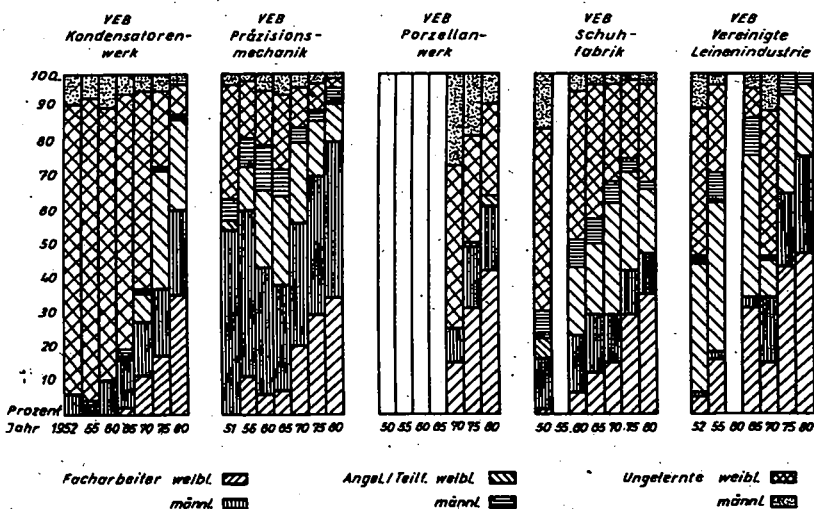 VEB
Kondensatoren-
werk
VEB
Präzisions-
mechanik
VEB
Porzellan-
werk
VEB
Schuh-
fabrik
VEB
Vereinigte
Leinenindustrie
100
90
80
70
60
50
40
30
20
10
Prozent
Jahr 1952 55 60 65 70 75 80
51 56 60 65 70 75 80
50 55 60 65 70 75 80
50 55 60 65 70 75 80
52 55 60 65 70 75 80
Facharbeiter weibl.
männl.
Angel./Teilf. weibl.
männl.
Ungelernte weibl.
männl.